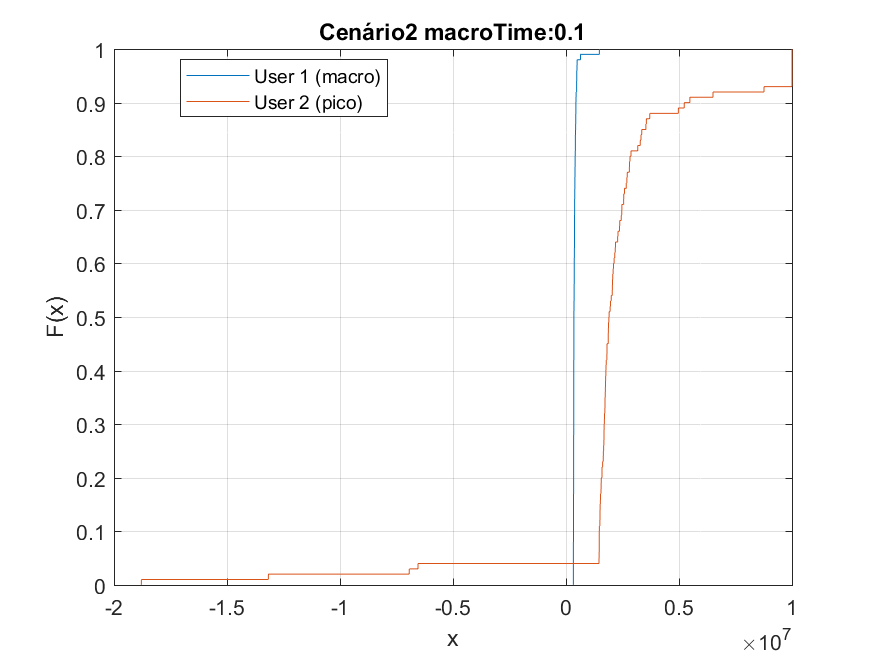 Cenário2 macroTime:0.1
User 1 (macro)
User 2 (pico)
F(x)
1
0.9
0.8
0.7
0.6
0.5
0.4
0.3
0.2
0.1
0
-2 -1.5 -1 -0.5 0 0.5 1
x
×10⁷